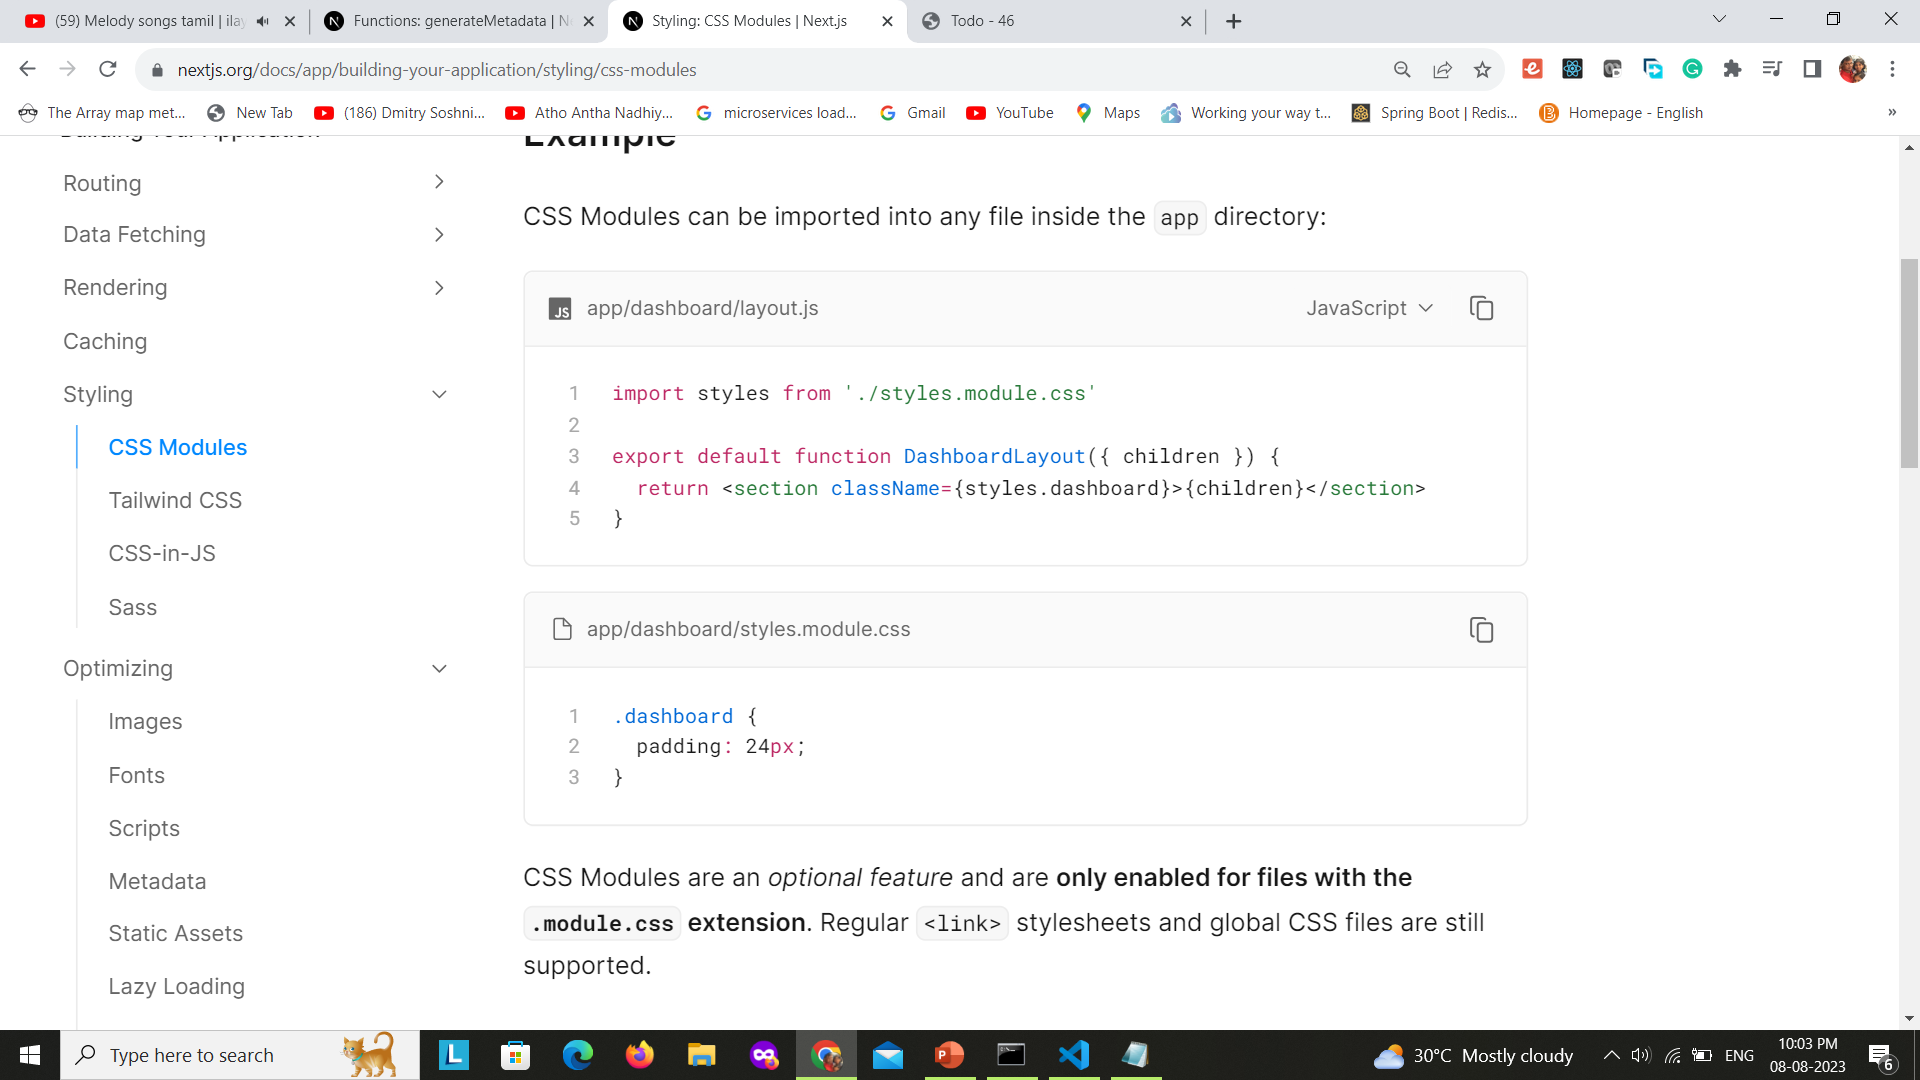 (59) Melody songs tamil | ila
Functions: generateMetadata | N
Styling: CSS Modules | Next.js
Todo - 46
nextjs.org/docs/app/building-your-application/styling/css-modules
The Array map met...
New Tab
(186) Dmitry Soshni...
Atho Antha Nadhiy...
microservices load...
Gmail
YouTube
Maps
Working your way t...
Spring Boot | Redis...
Homepage - English
»
Building Your Application
Routing
Data Fetching
Rendering
Caching
Styling
CSS Modules
Tailwind CSS
CSS-in-JS
Sass
Optimizing
Images
Fonts
Scripts
Metadata
Static Assets
Lazy Loading
Example
CSS Modules can be imported into any file inside the app directory:
JS app/dashboard/layout.js JavaScript
1 import styles from './styles.module.css'
2
3 export default function DashboardLayout({ children }) {
4   return <section className={styles.dashboard}>{children}</section>
5 }
app/dashboard/styles.module.css
1 .dashboard {
2   padding: 24px;
3 }
CSS Modules are an optional feature and are only enabled for files with the
.module.css extension. Regular <link> stylesheets and global CSS files are still
supported.
Type here to search
30°C Mostly cloudy
ENG
10:03 PM
08-08-2023
6